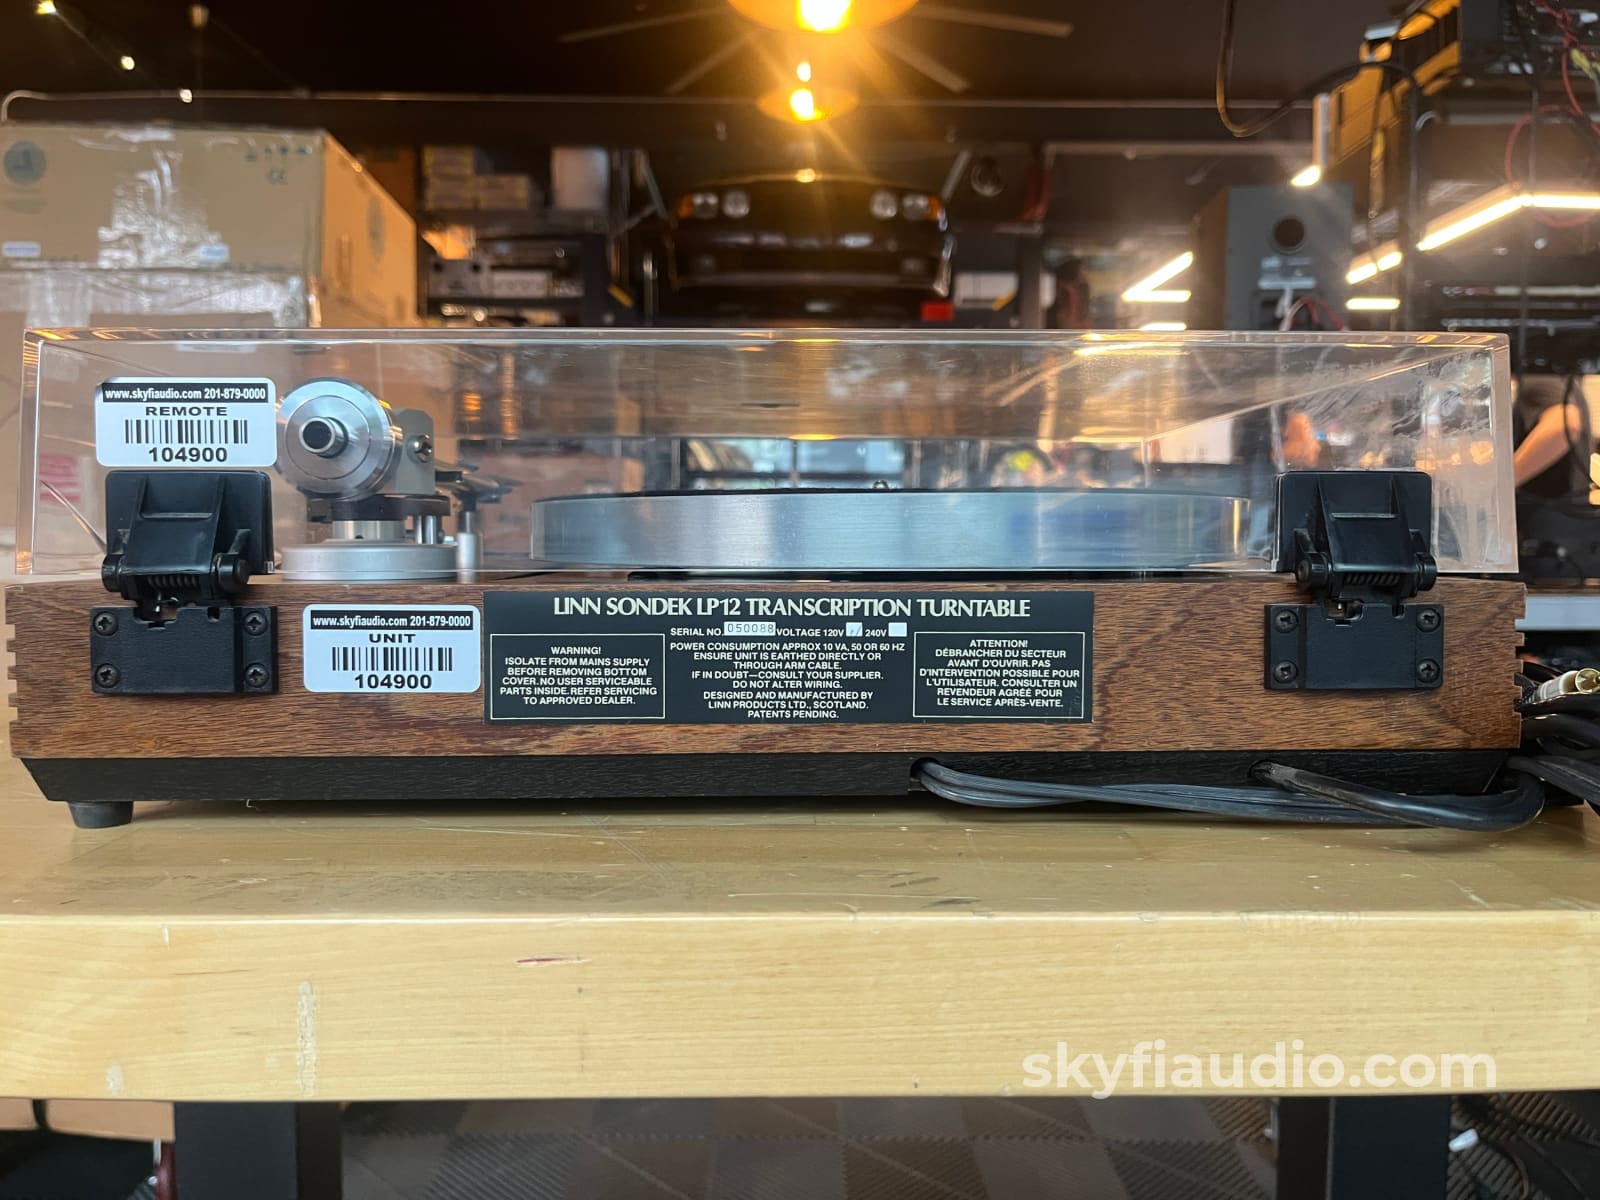 www.skyfiaudio.com 201-879-0000
REMOTE
104900
www.skyfiaudio.com 201-879-0000
UNIT
104900
LINN SONDEK LP12 TRANSCRIPTION TURNTABLE
SERIAL NO. 050088 VOLTAGE 120V 240V
WARNING!
ISOLATE FROM MAINS SUPPLY
BEFORE REMOVING BOTTOM
COVER. NO USER SERVICEABLE
PARTS INSIDE. REFER SERVICING
TO APPROVED DEALER.
POWER CONSUMPTION APPROX 10 VA, 50 OR 60 HZ
ENSURE UNIT IS EARTHED DIRECTLY OR
THROUGH ARM CABLE.
IF IN DOUBT—CONSULT YOUR SUPPLIER.
DO NOT ALTER WIRING.
DESIGNED AND MANUFACTURED BY
LINN PRODUCTS LTD., SCOTLAND.
PATENTS PENDING.
ATTENTION!
DÉBRANCHER DU SECTEUR
AVANT D'OUVRIR. PAS
D'INTERVENTION POSSIBLE POUR
L'UTILISATEUR. CONSULTER UN
REVENDEUR AGRÉÉ POUR
LE SERVICE APRÈS-VENTE.
skyfiaudio.com